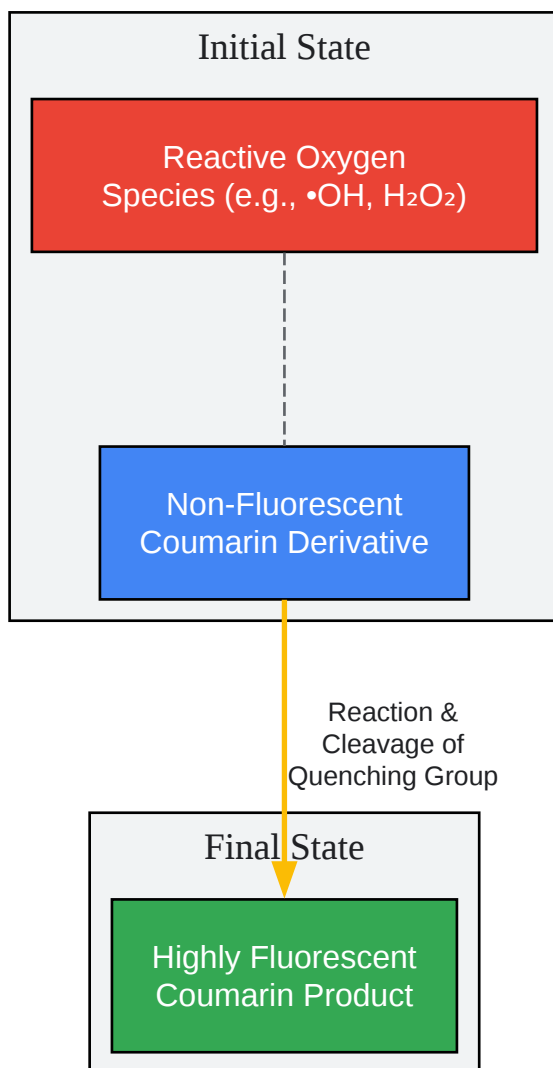 Initial State
Reactive Oxygen
Species (e.g., •OH, H₂O₂)
Non-Fluorescent
Coumarin Derivative
Reaction &
Cleavage of
Quenching Group
Final State
Highly Fluorescent
Coumarin Product